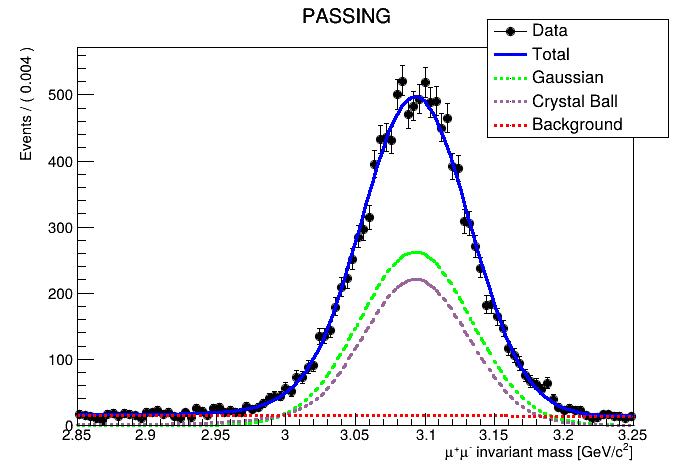 PASSING
Data
Total
Gaussian
Crystal Ball
Background
Events / ( 0.004 )
500
400
300
200
100
0
2.85 2.9 2.95 3 3.05 3.1 3.15 3.2 3.25
μ⁺μ⁻ invariant mass [GeV/c²]